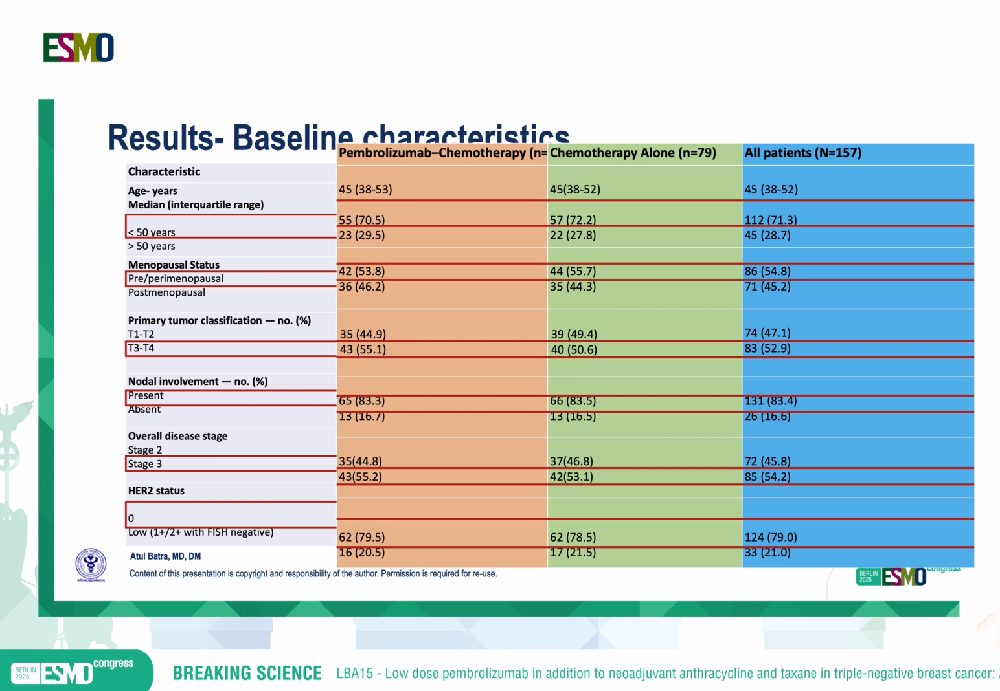 ESMO
Results- Baseline characteristics
Characteristic Pembrolizumab–Chemotherapy (n= Chemotherapy Alone (n=79) All patients (N=157)
Age- years
Median (interquartile range) 45 (38-53) 45(38-52) 45 (38-52)
< 50 years 55 (70.5) 57 (72.2) 112 (71.3)
> 50 years 23 (29.5) 22 (27.8) 45 (28.7)
Menopausal Status
Pre/perimenopausal 42 (53.8) 44 (55.7) 86 (54.8)
Postmenopausal 36 (46.2) 35 (44.3) 71 (45.2)
Primary tumor classification — no. (%)
T1-T2 35 (44.9) 39 (49.4) 74 (47.1)
T3-T4 43 (55.1) 40 (50.6) 83 (52.9)
Nodal involvement — no. (%)
Present 65 (83.3) 66 (83.5) 131 (83.4)
Absent 13 (16.7) 13 (16.5) 26 (16.6)
Overall disease stage
Stage 2 35(44.8) 37(46.8) 72 (45.8)
Stage 3 43(55.2) 42(53.1) 85 (54.2)
HER2 status
0 62 (79.5) 62 (78.5) 124 (79.0)
Low (1+/2+ with FISH negative) 16 (20.5) 17 (21.5) 33 (21.0)
Atul Batra, MD, DM
Content of this presentation is copyright and responsibility of the author. Permission is required for re-use.
BERLIN 2025 ESMO congress
BERLIN 2025 ESMO congress
BREAKING SCIENCE LBA15 - Low dose pembrolizumab in addition to neoadjuvant anthracycline and taxane in triple-negative breast cancer: